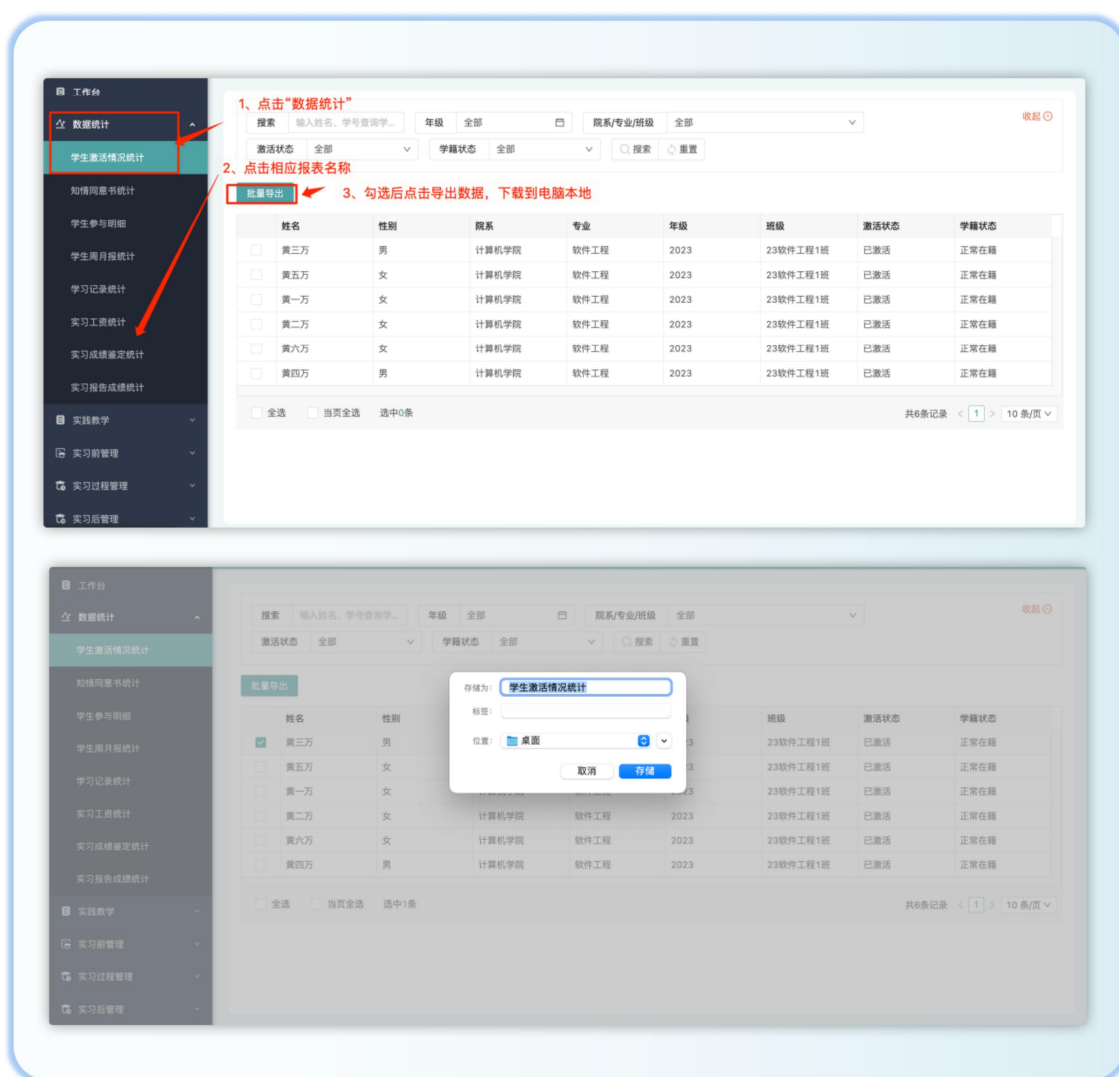 工作台
1、点击“数据统计”
搜索 输入姓名、学号查询学... 年级 全部 院系/专业/班级 全部 收起
数据统计
激活状态 全部 学籍状态 全部 搜索 重置
学生激活情况统计
2、点击相应报表名称
知情同意书统计
批量导出 3、勾选后点击导出数据，下载到电脑本地
学生参与明细
姓名 性别 院系 专业 年级 班级 激活状态 学籍状态
黄三万 男 计算机学院 软件工程 2023 23软件工程1班 已激活 正常在籍
学生周月报统计
黄五万 女 计算机学院 软件工程 2023 23软件工程1班 已激活 正常在籍
学习记录统计
黄一万 女 计算机学院 软件工程 2023 23软件工程1班 已激活 正常在籍
实习工资统计
黄二万 女 计算机学院 软件工程 2023 23软件工程1班 已激活 正常在籍
实习成绩鉴定统计
黄六万 女 计算机学院 软件工程 2023 23软件工程1班 已激活 正常在籍
黄四万 男 计算机学院 软件工程 2023 23软件工程1班 已激活 正常在籍
实习报告成绩统计
全选 当页全选 选中0条 共6条记录 < 1 > 10 条/页
实践教学
实习前管理
实习过程管理
实习后管理
工作台
搜索 输入姓名、学号查询学... 年级 全部 院系/专业/班级 全部 收起
数据统计
激活状态 全部 学籍状态 全部 搜索 重置
学生激活情况统计
知情同意书统计
批量导出
存储为： 学生激活情况统计
标签：
位置： 桌面
取消 存储
学生参与明细
姓名 性别 班级 激活状态 学籍状态
黄三万 男 3 23软件工程1班 已激活 正常在籍
学生周月报统计
黄五万 女 3 23软件工程1班 已激活 正常在籍
学习记录统计
黄一万 女 23软件工程1班 已激活 正常在籍
实习工资统计
黄二万 女 计算机学院 软件工程 2023 23软件工程1班 已激活 正常在籍
实习成绩鉴定统计
黄六万 女 计算机学院 软件工程 2023 23软件工程1班 已激活 正常在籍
黄四万 男 计算机学院 软件工程 2023 23软件工程1班 已激活 正常在籍
实习报告成绩统计
全选 当页全选 选中1条 共6条记录 < 1 > 10 条/页
实践教学
实习前管理
实习过程管理
实习后管理